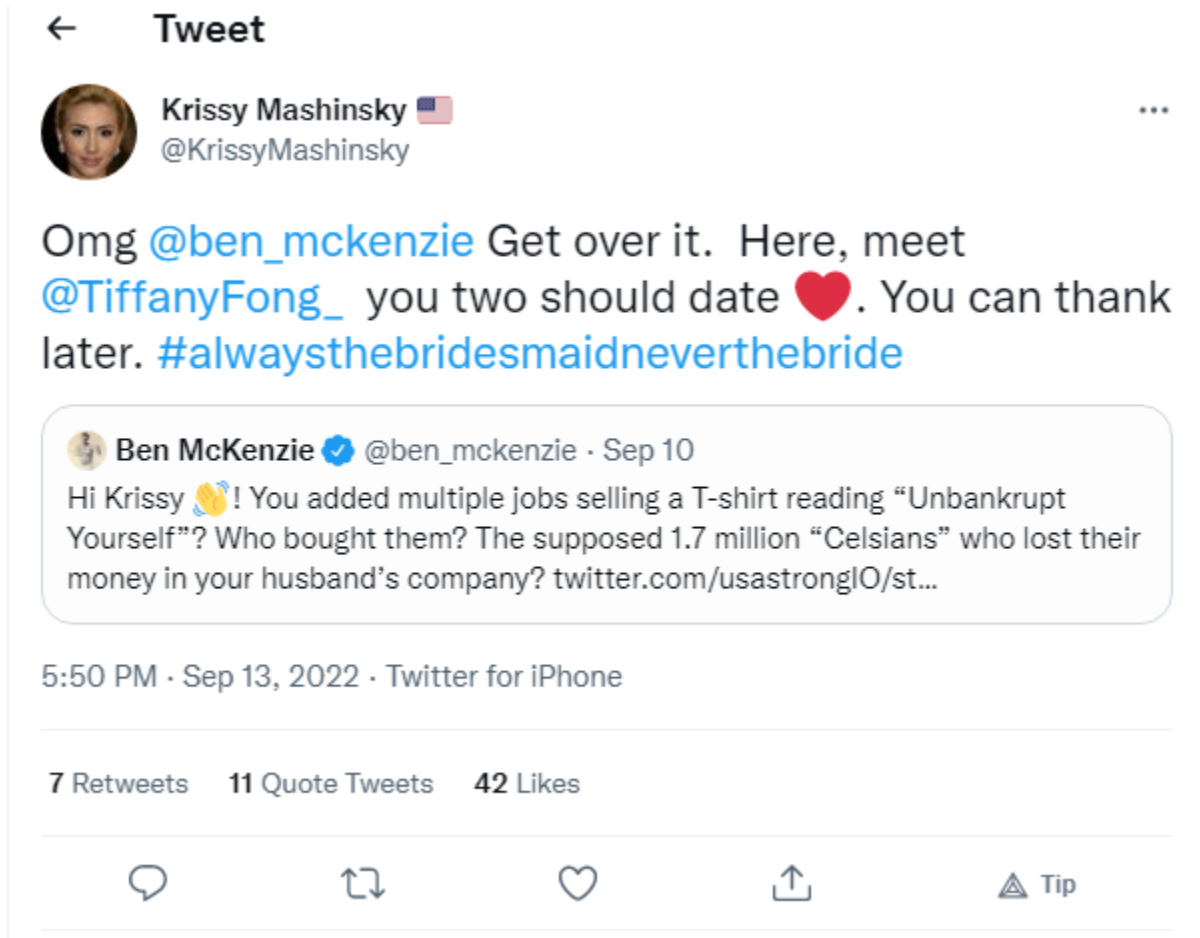 Tweet
Krissy Mashinsky 🇺🇸
@KrissyMashinsky
Omg @ben_mckenzie Get over it.  Here, meet
@TiffanyFong_  you two should date ❤️. You can thank
later. #alwaysthebridesmaidneverthebride
Ben McKenzie @ben_mckenzie · Sep 10
Hi Krissy 👋! You added multiple jobs selling a T-shirt reading “Unbankrupt
Yourself”? Who bought them? The supposed 1.7 million “Celsians” who lost their
money in your husband’s company? twitter.com/usastrongIO/st...
5:50 PM · Sep 13, 2022 · Twitter for iPhone
7 Retweets 11 Quote Tweets 42 Likes
Tip